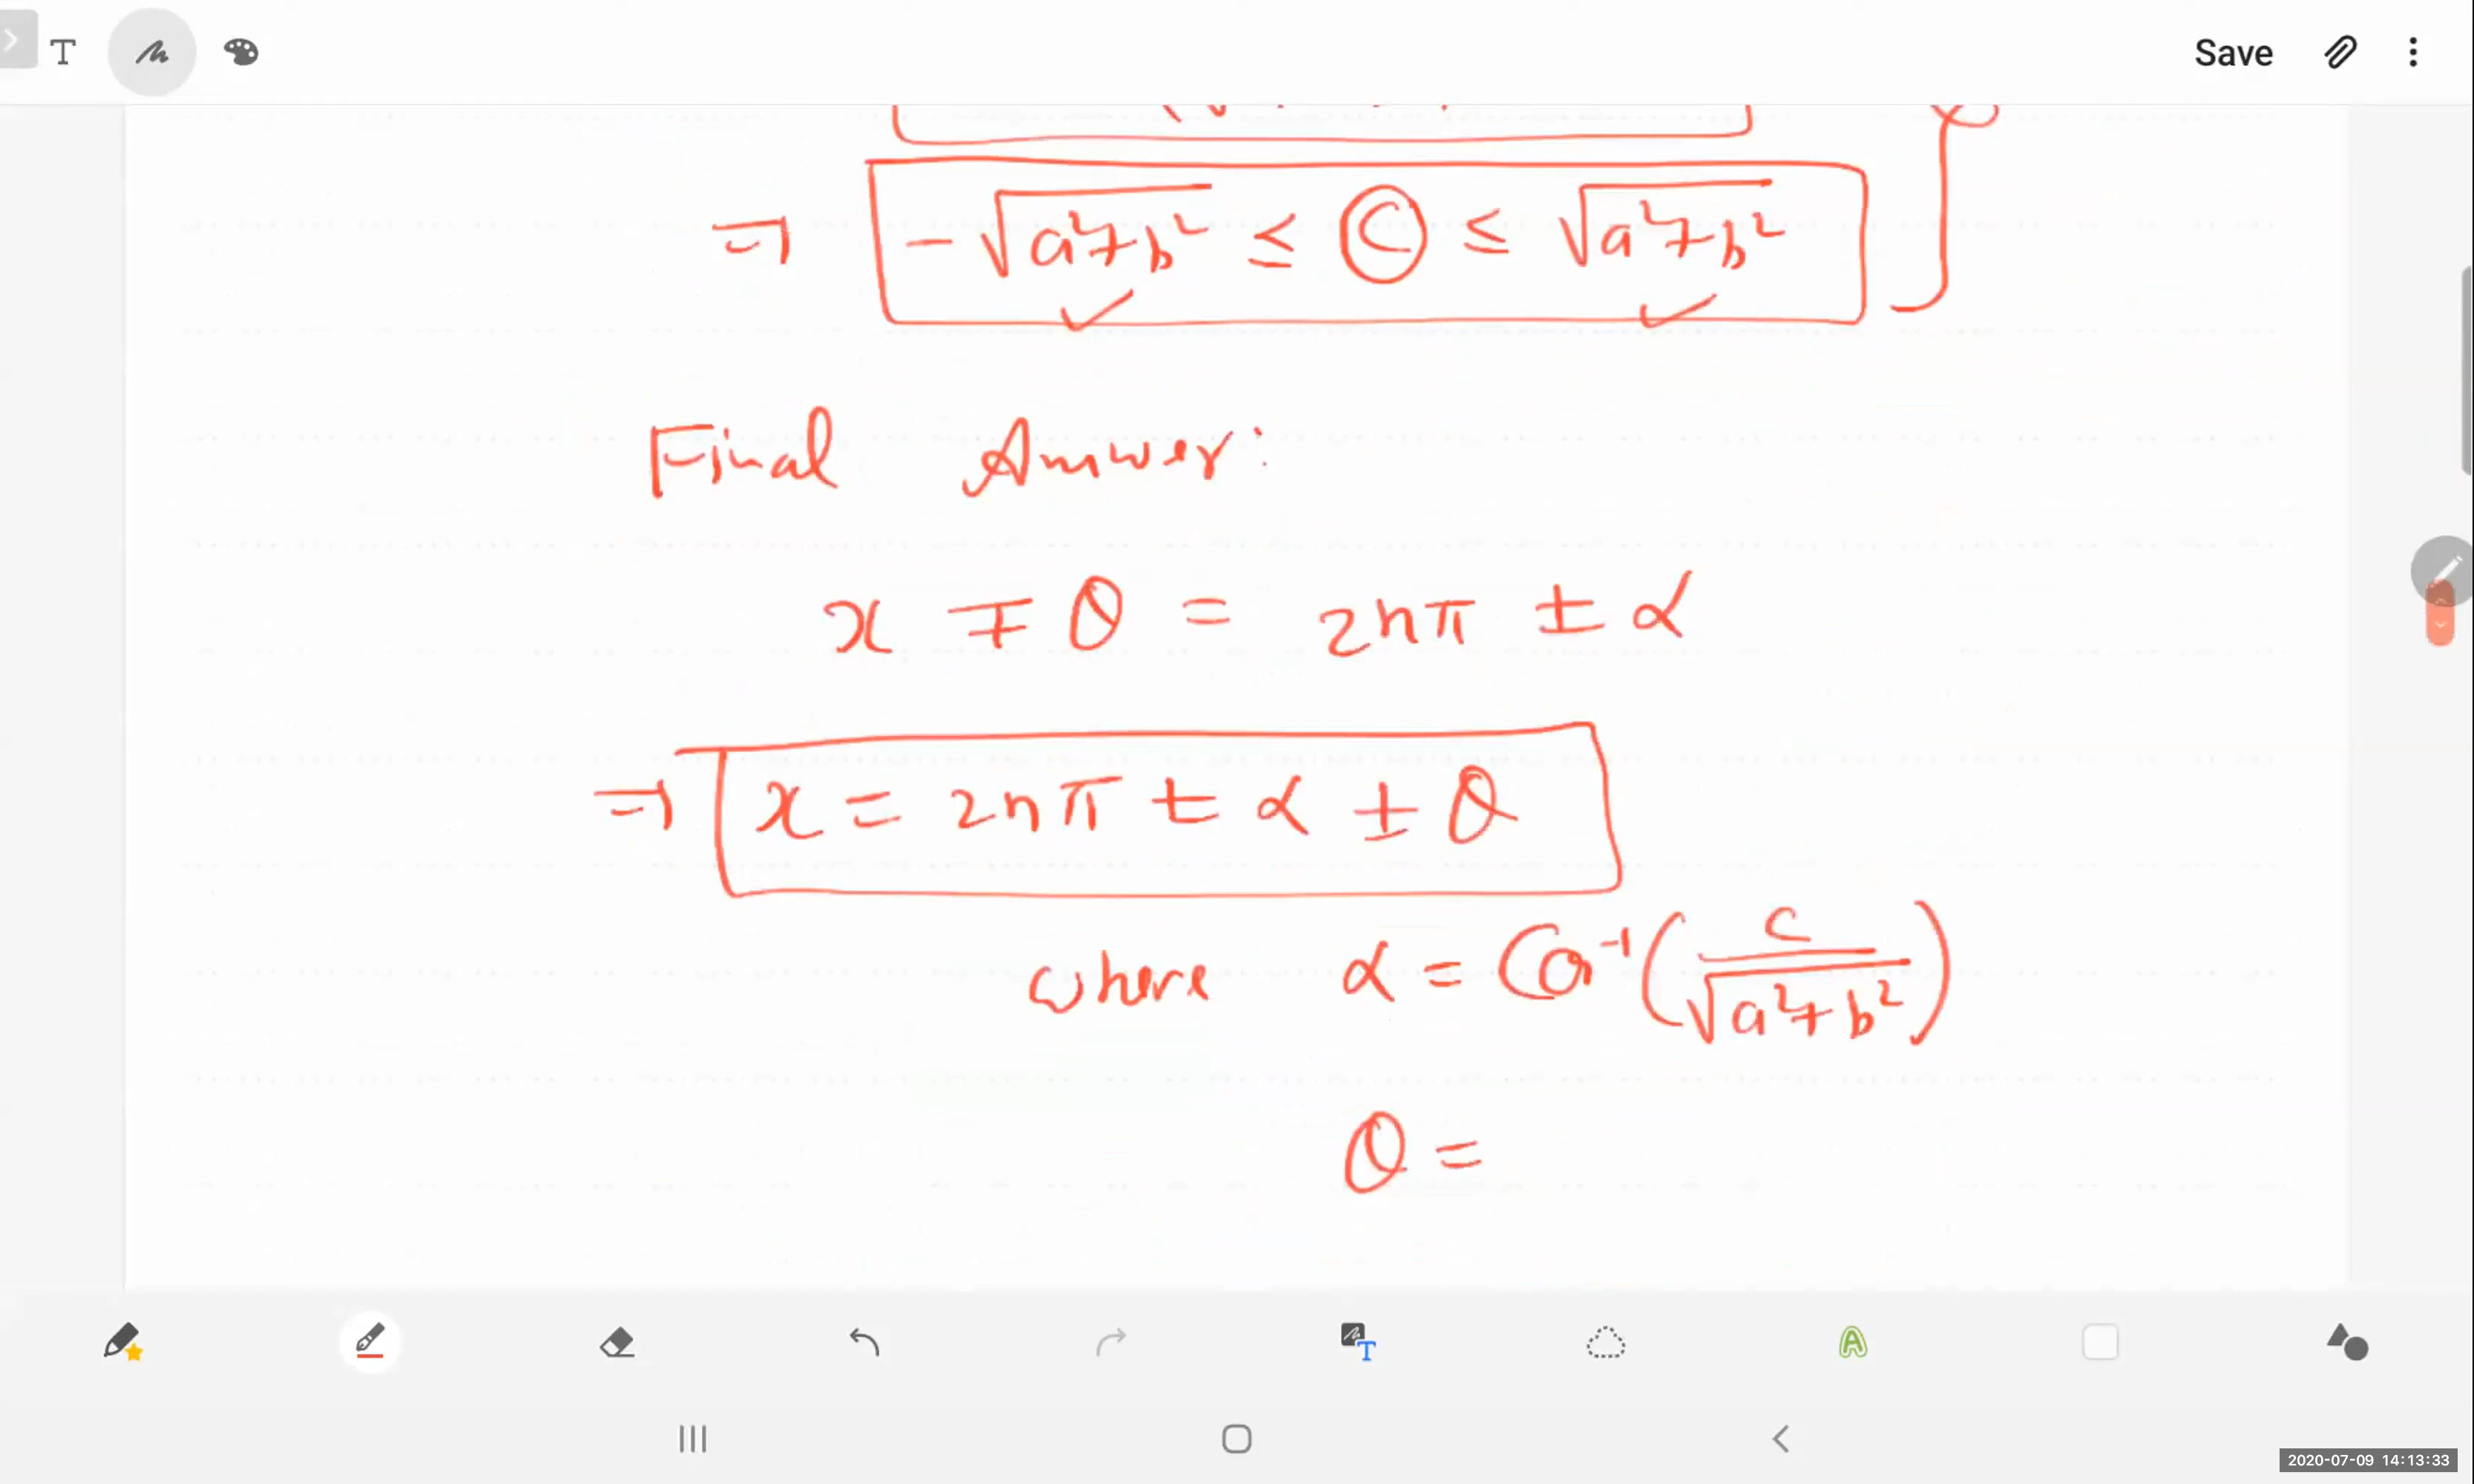 T Save
⇒ -√(a²+b²) ≤ C ≤ √(a²+b²)
Final Answer:
x ∓ θ = 2nπ ± α
⇒ x = 2nπ ± α ± θ
where α = Cos⁻¹(c/√(a²+b²))
θ =
T A
2020-07-09 14:13:33